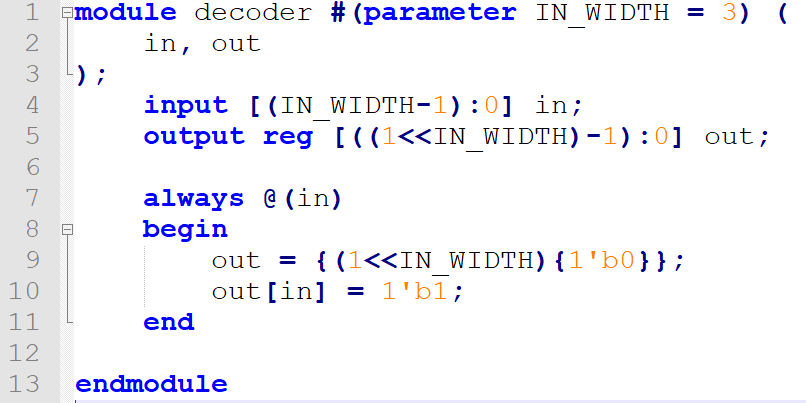 1 module decoder #(parameter IN_WIDTH = 3) (
2     in, out
3 );
4     input [(IN_WIDTH-1):0] in;
5     output reg [((1<<IN_WIDTH)-1):0] out;
6
7     always @(in)
8     begin
9         out = {(1<<IN_WIDTH){1'b0}};
10         out[in] = 1'b1;
11     end
12
13 endmodule